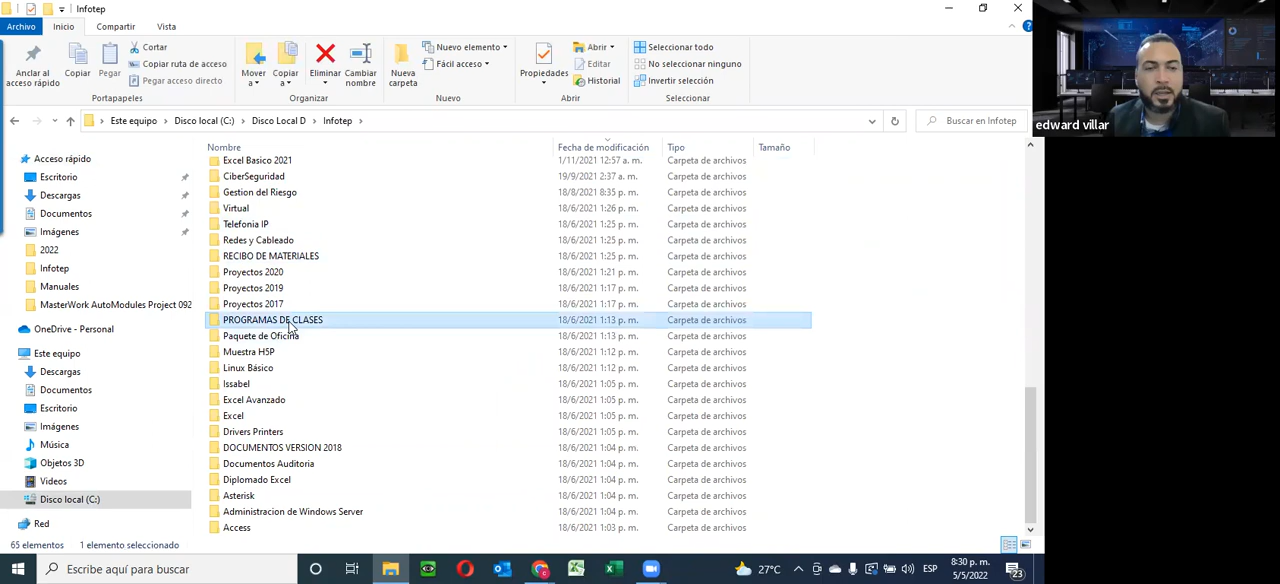 Infotep
Archivo Inicio Compartir Vista
Anclar al acceso rápido
Copiar
Pegar
Cortar
Copiar ruta de acceso
Pegar acceso directo
Portapapeles
Mover a
Copiar a
Eliminar
Cambiar nombre
Organizar
Nueva carpeta
Nuevo elemento
Fácil acceso
Nuevo
Propiedades
Abrir
Editar
Historial
Abrir
Seleccionar todo
No seleccionar ninguno
Invertir selección
Seleccionar
edward villar
Este equipo > Disco local (C:) > Disco Local D > Infotep >
Buscar en Infotep
Acceso rápido
Escritorio
Descargas
Documentos
Imágenes
2022
Infotep
Manuales
MasterWork AutoModules Project 092
OneDrive - Personal
Este equipo
Descargas
Documentos
Escritorio
Imágenes
Música
Objetos 3D
Videos
Disco local (C:)
Red
Nombre Fecha de modificación Tipo Tamaño
Excel Basico 2021 1/11/2021 12:57 a. m. Carpeta de archivos
CiberSeguridad 19/9/2021 2:37 a. m. Carpeta de archivos
Gestion del Riesgo 18/8/2021 8:35 p. m. Carpeta de archivos
Virtual 18/6/2021 1:26 p. m. Carpeta de archivos
Telefonia IP 18/6/2021 1:25 p. m. Carpeta de archivos
Redes y Cableado 18/6/2021 1:25 p. m. Carpeta de archivos
RECIBO DE MATERIALES 18/6/2021 1:25 p. m. Carpeta de archivos
Proyectos 2020 18/6/2021 1:21 p. m. Carpeta de archivos
Proyectos 2019 18/6/2021 1:17 p. m. Carpeta de archivos
Proyectos 2017 18/6/2021 1:17 p. m. Carpeta de archivos
PROGRAMAS DE CLASES 18/6/2021 1:13 p. m. Carpeta de archivos
Paquete de Oficina 18/6/2021 1:13 p. m. Carpeta de archivos
Muestra H5P 18/6/2021 1:12 p. m. Carpeta de archivos
Linux Básico 18/6/2021 1:12 p. m. Carpeta de archivos
Issabel 18/6/2021 1:05 p. m. Carpeta de archivos
Excel Avanzado 18/6/2021 1:05 p. m. Carpeta de archivos
Excel 18/6/2021 1:05 p. m. Carpeta de archivos
Drivers Printers 18/6/2021 1:05 p. m. Carpeta de archivos
DOCUMENTOS VERSION 2018 18/6/2021 1:04 p. m. Carpeta de archivos
Documentos Auditoria 18/6/2021 1:04 p. m. Carpeta de archivos
Diplomado Excel 18/6/2021 1:04 p. m. Carpeta de archivos
Asterisk 18/6/2021 1:04 p. m. Carpeta de archivos
Administracion de Windows Server 18/6/2021 1:04 p. m. Carpeta de archivos
Access 18/6/2021 1:03 p. m. Carpeta de archivos
65 elementos 1 elemento seleccionado
Escribe aquí para buscar
27°C
ESP
8:30 p. m.
5/5/2022
23